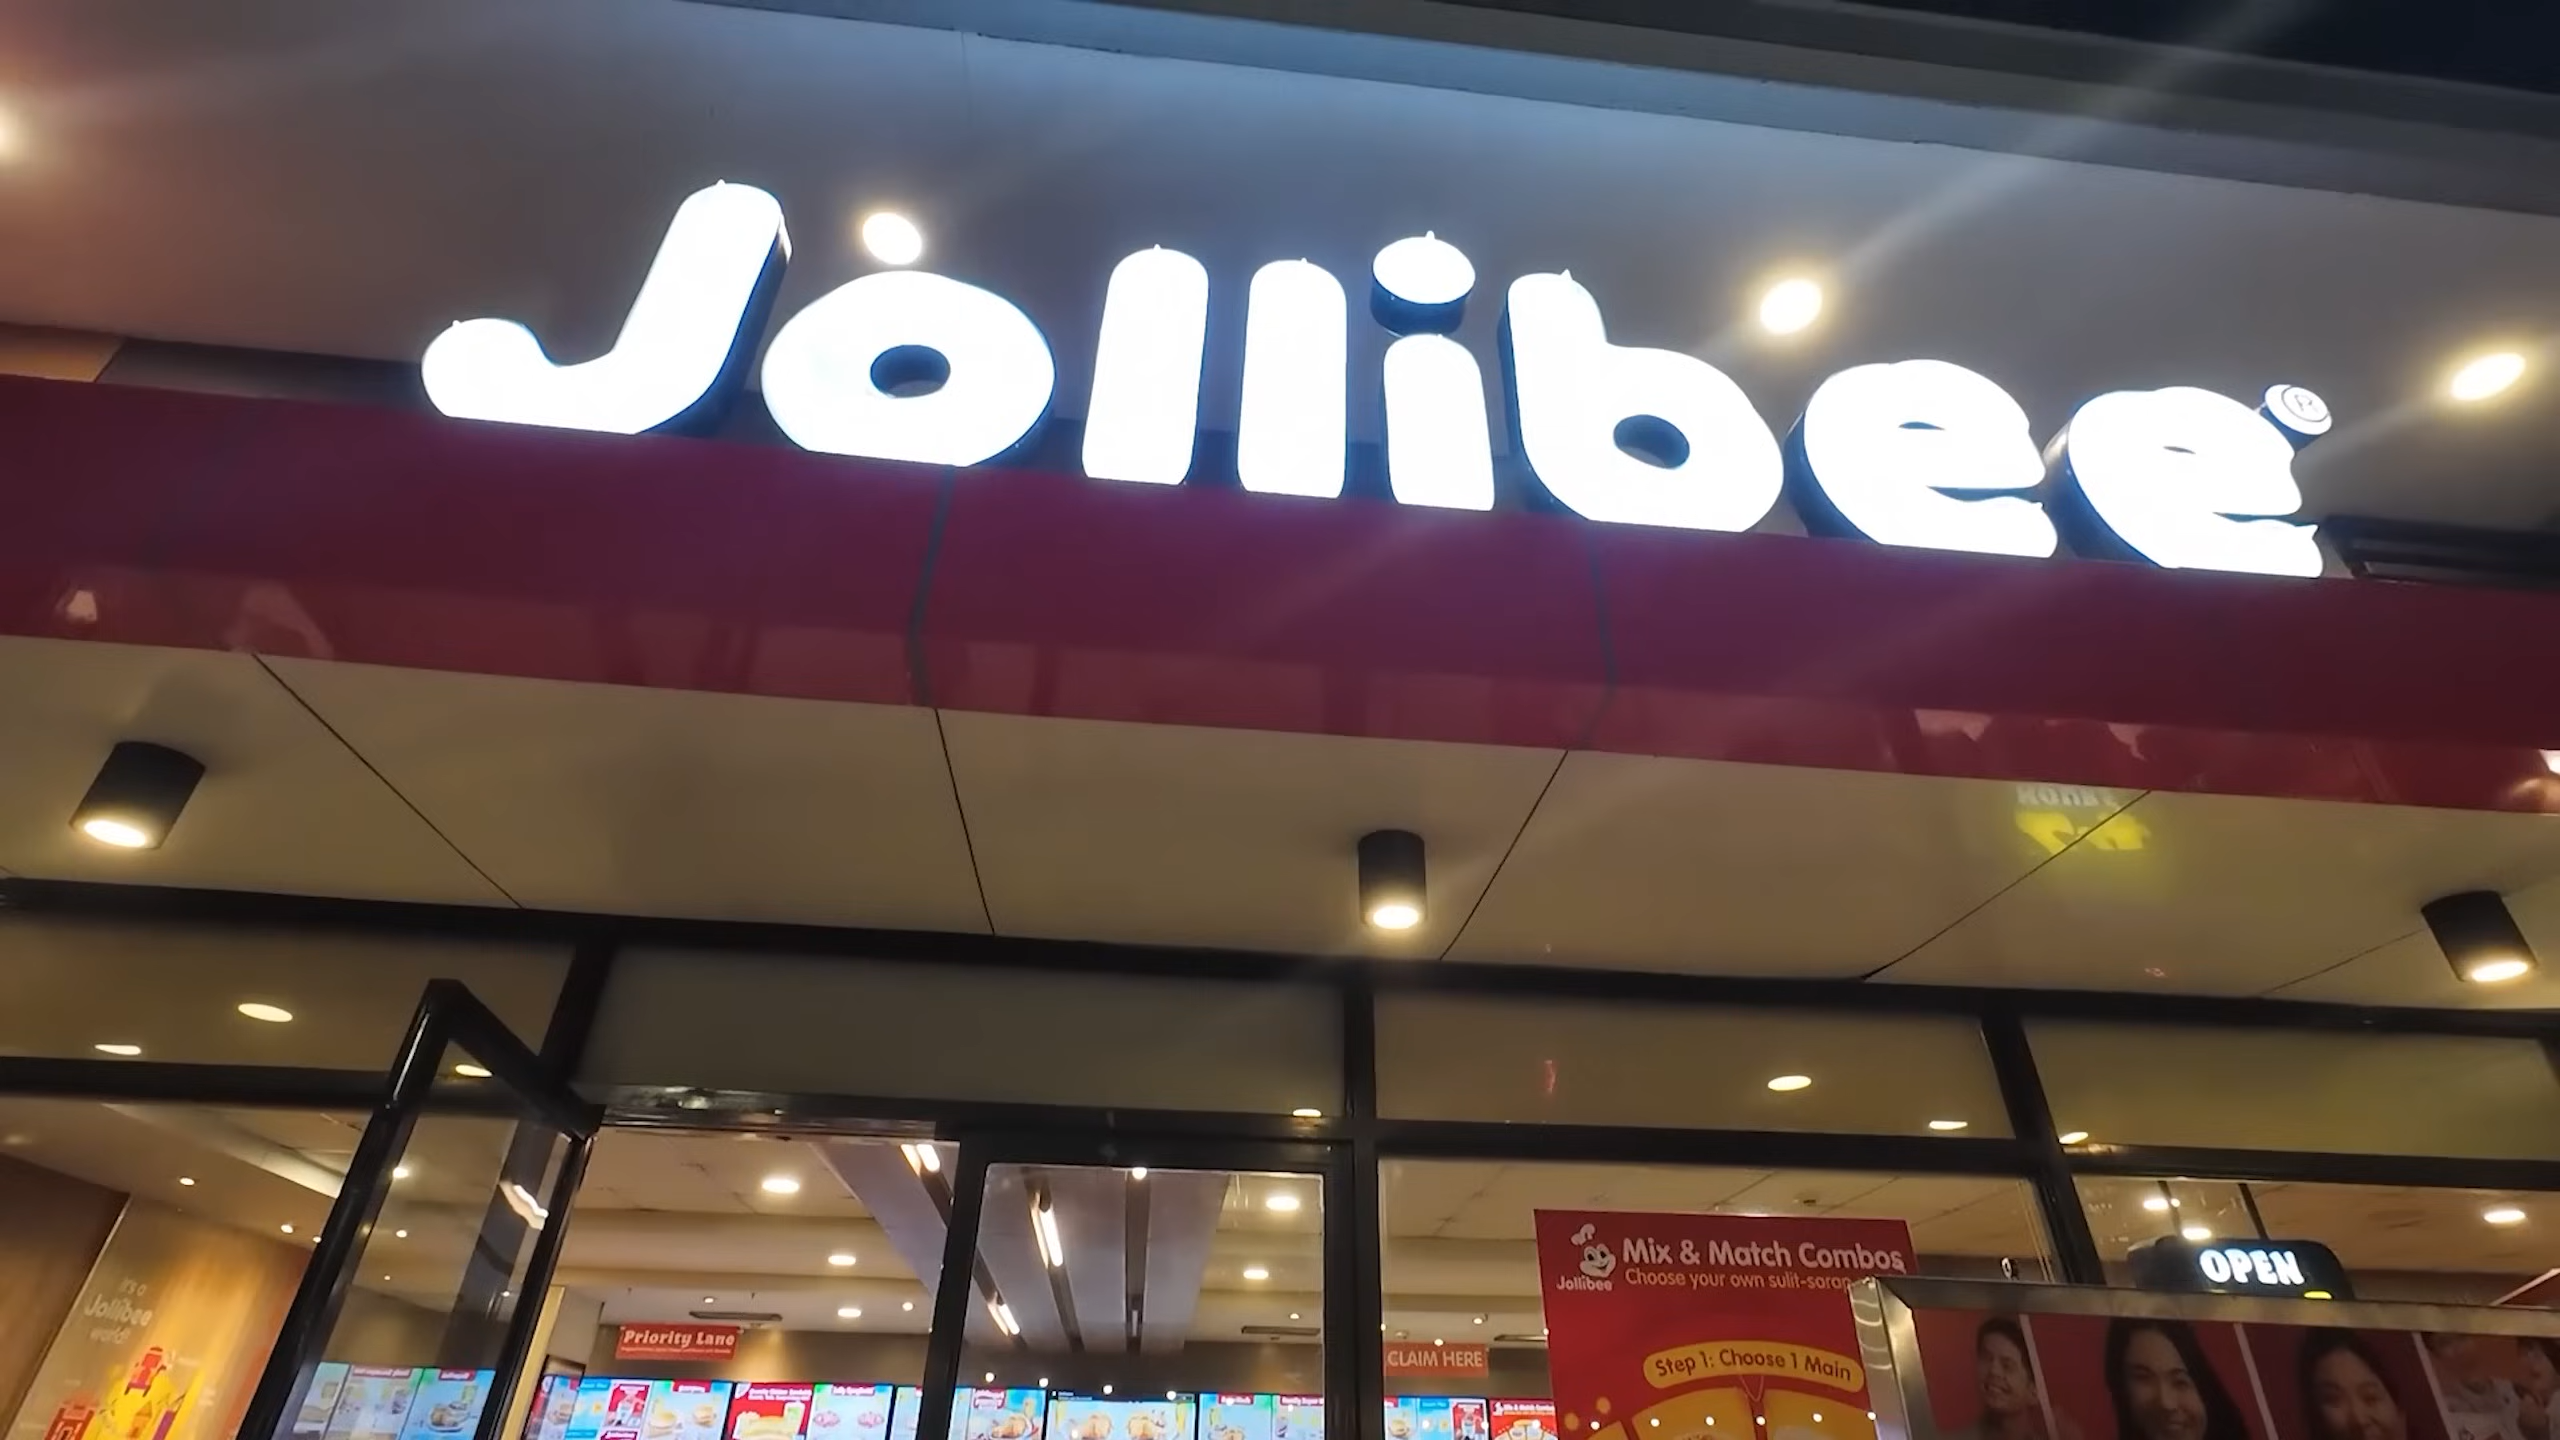 Jollibee®
Jollibee
Mix & Match Combos
Choose your own sulit-sarap
Step 1: Choose 1 Main
OPEN
It's a
Jollibee
world!
Priority Lane
CLAIM HERE